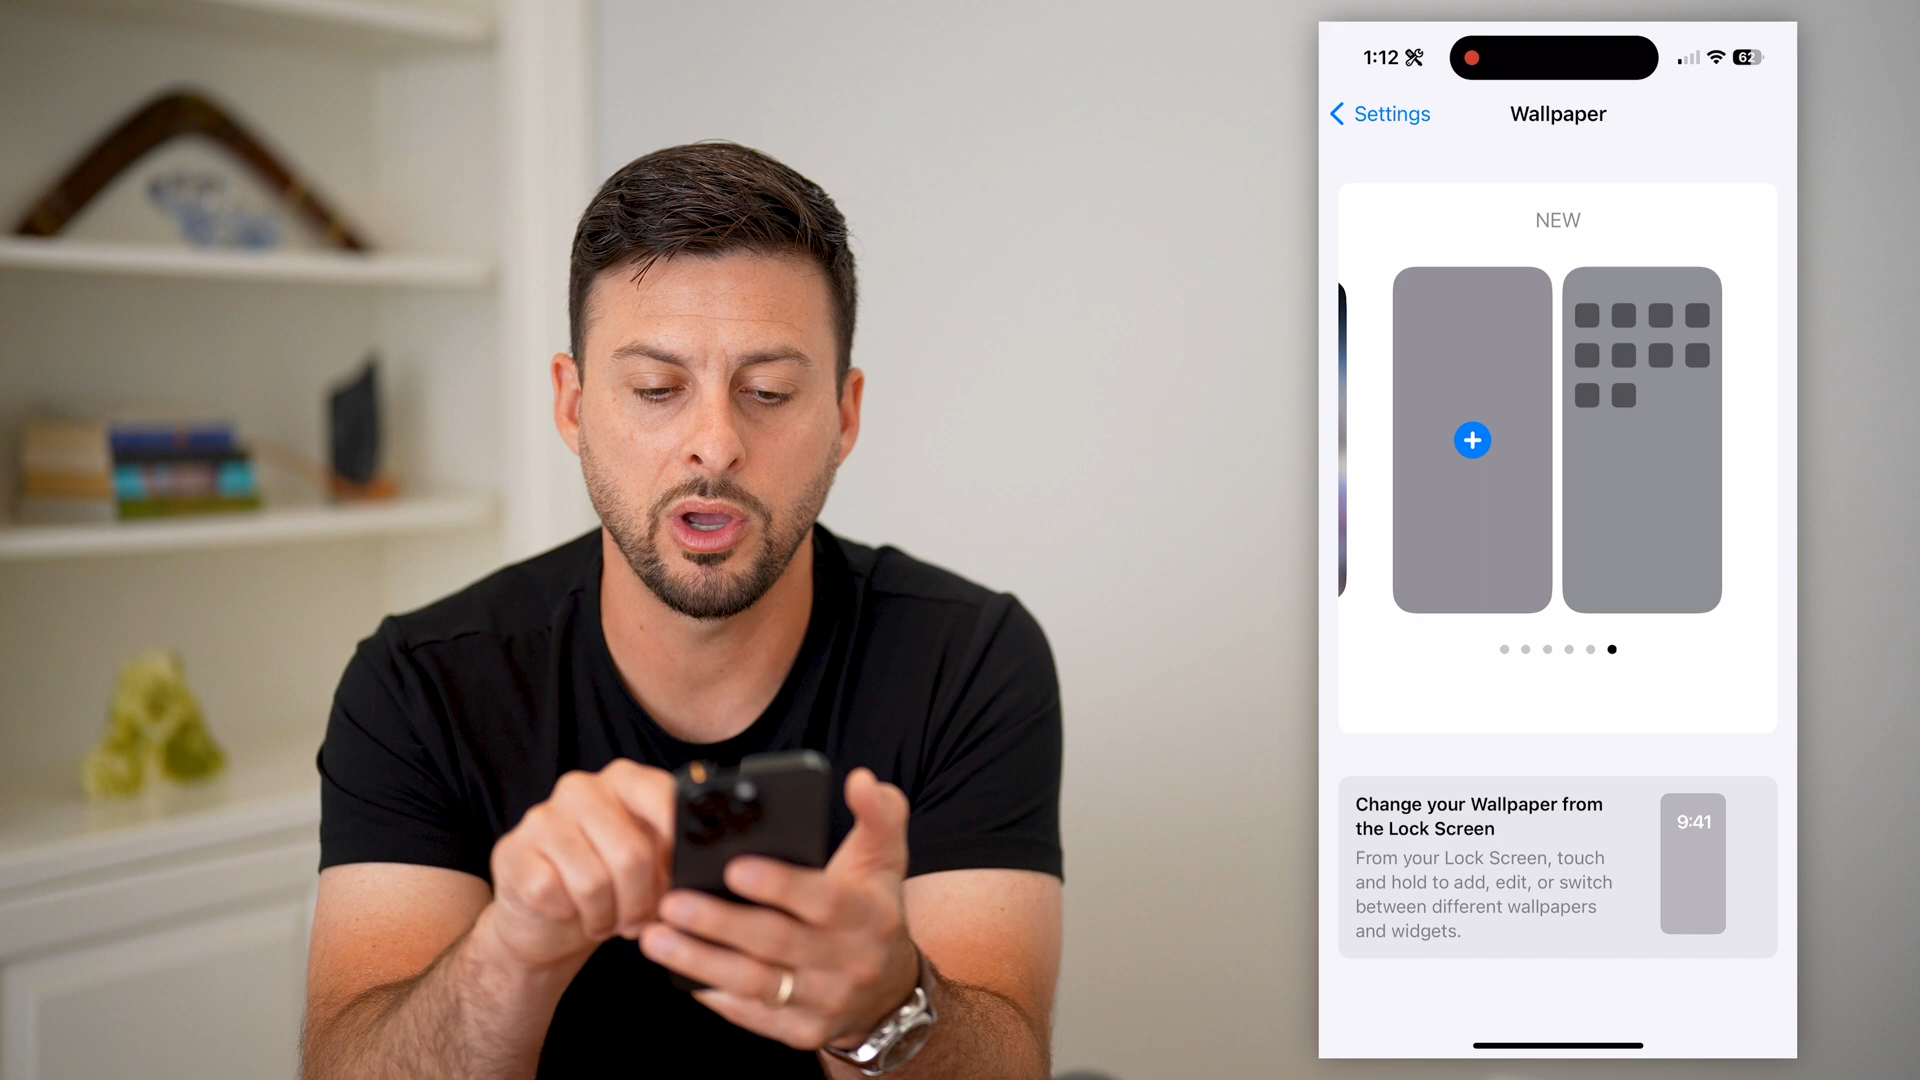 1:12
62
Settings
Wallpaper
NEW
Change your Wallpaper from
the Lock Screen
From your Lock Screen, touch
and hold to add, edit, or switch
between different wallpapers
and widgets.
9:41